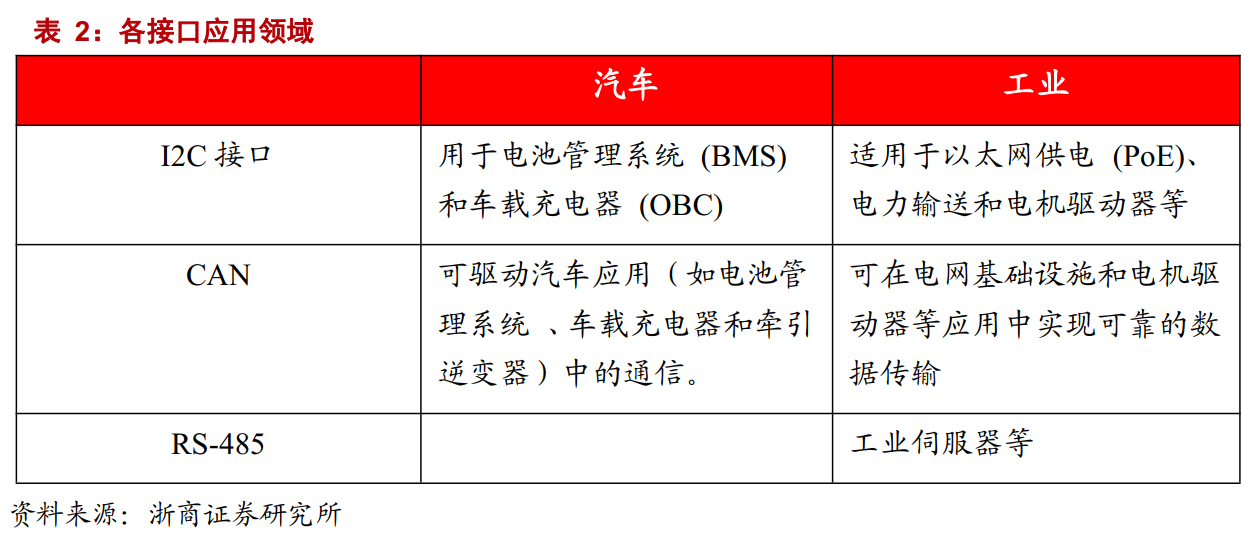 表 2：各接口应用领域
汽车 工业
I2C 接口 用于电池管理系统 (BMS) 适用于以太网供电 (PoE)、
和车载充电器 (OBC) 电力输送和电机驱动器等
CAN 可驱动汽车应用（如电池管 可在电网基础设施和电机驱
理系统 、车载充电器和牵引 动器等应用中实现可靠的数
逆变器）中的通信。 据传输
RS-485 工业伺服器等
资料来源：浙商证券研究所